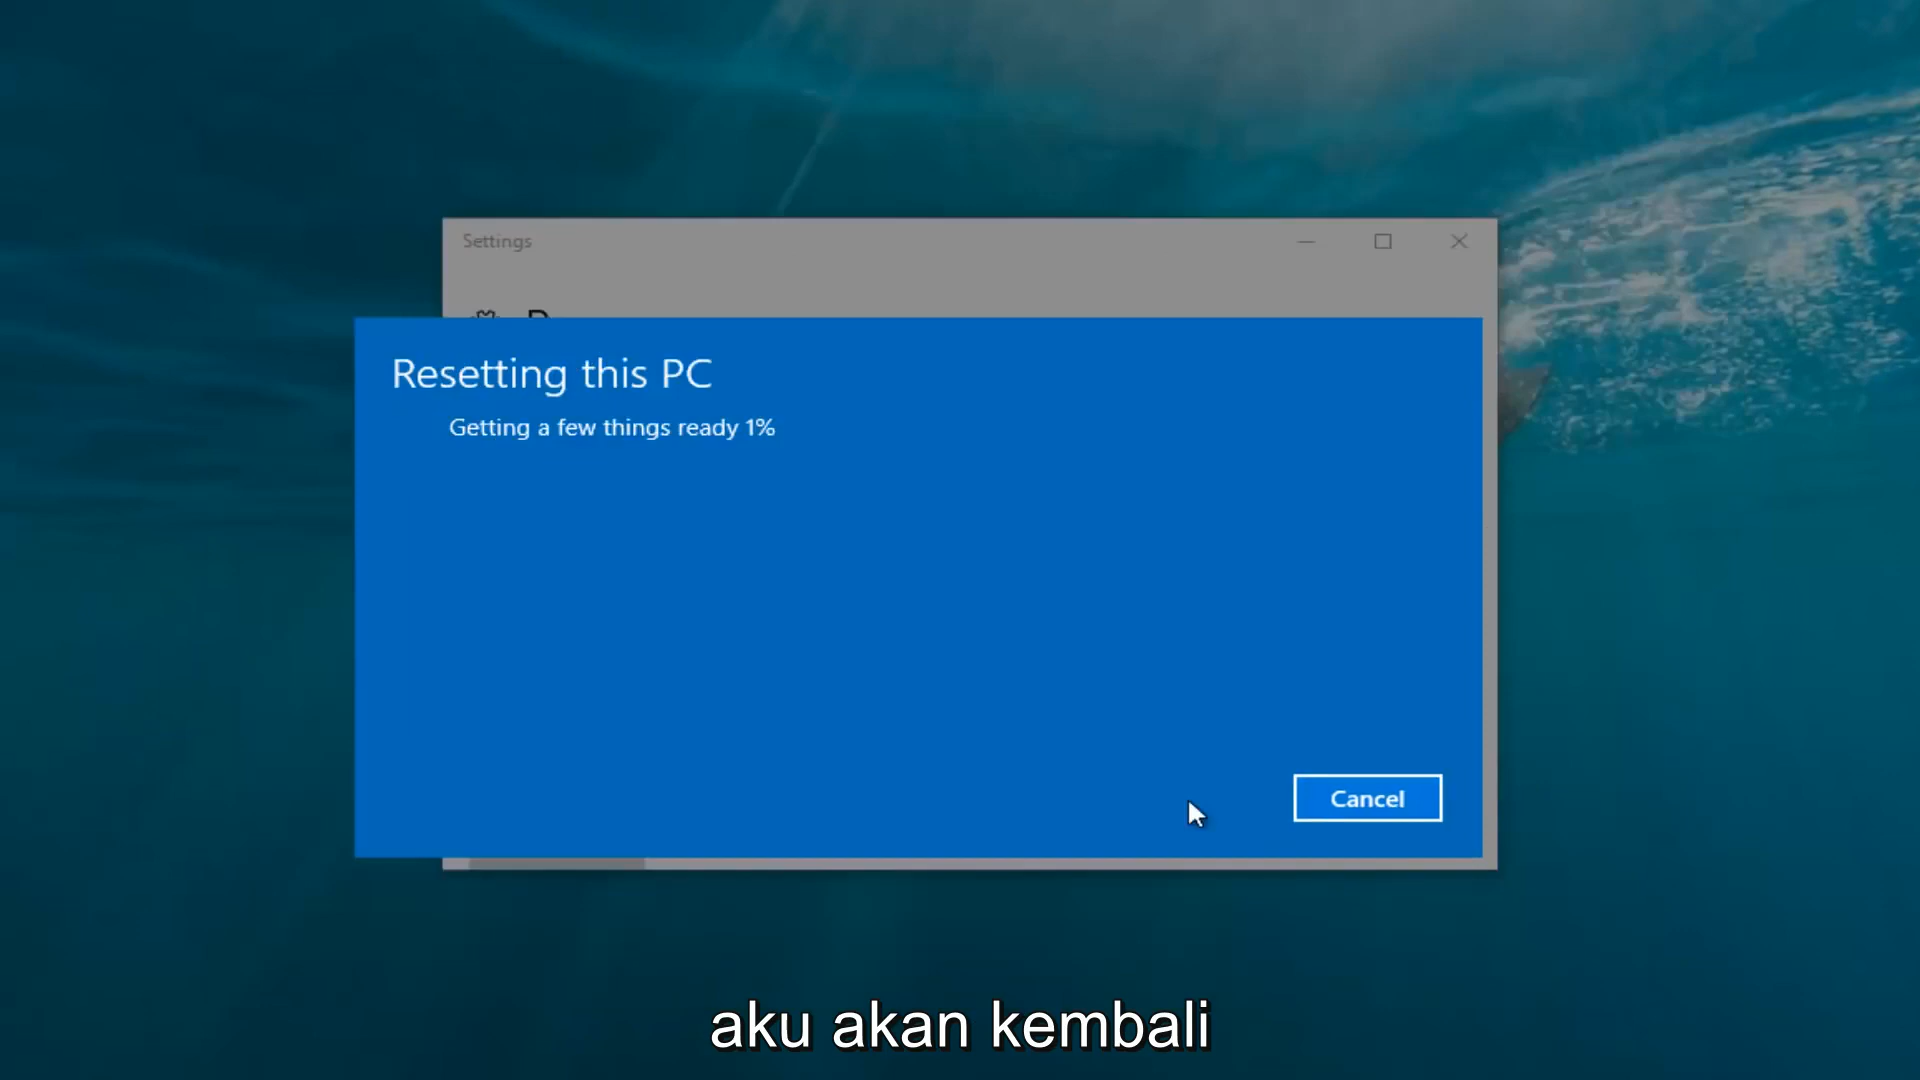 Settings
Resetting this PC
Getting a few things ready 1%
Cancel
aku akan kembali